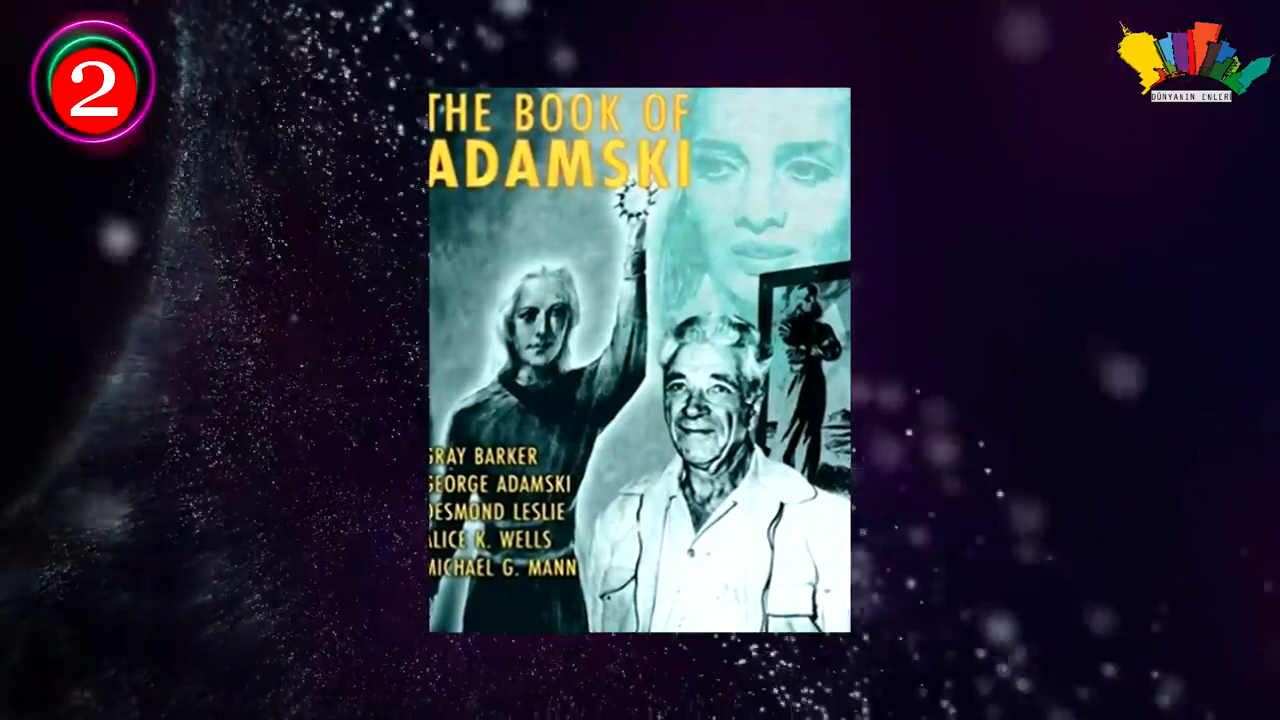 2
DÜNYANIN ENLERİ
THE BOOK OF
ADAMSKI
GRAY BARKER
GEORGE ADAMSKI
DESMOND LESLIE
ALICE K. WELLS
MICHAEL G. MANN